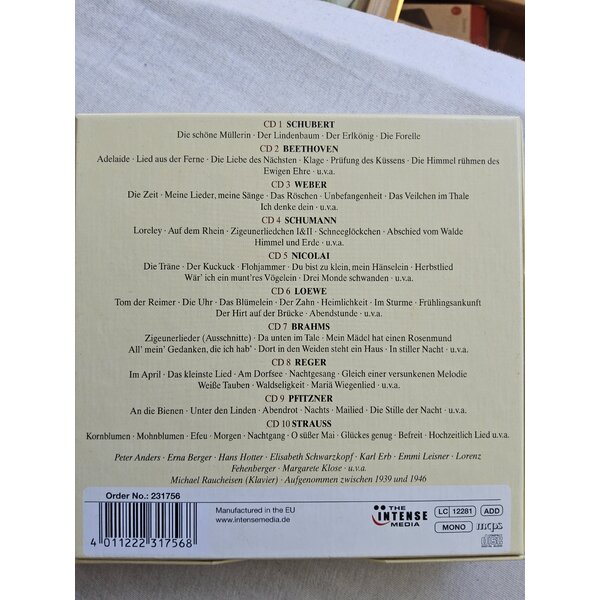 CD 1 SCHUBERT
Die schöne Müllerin · Der Lindenbaum · Der Erlkönig · Die Forelle
CD 2 BEETHOVEN
Adelaide · Lied aus der Ferne · Die Liebe des Nächsten · Klage · Prüfung des Küssens · Die Himmel rühmen des
Ewigen Ehre · u.v.a.
CD 3 WEBER
Die Zeit · Meine Lieder, meine Sänge · Das Röschen · Unbefangenheit · Das Veilchen im Thale
Ich denke dein · u.v.a.
CD 4 SCHUMANN
Loreley · Auf dem Rhein · Zigeunerliedchen I&II · Schneeglöckchen · Abschied vom Walde
Himmel und Erde · u.v.a.
CD 5 NICOLAI
Die Träne · Der Kuckuck · Flohjammer · Du bist zu klein, mein Hänselein · Herbstlied
Wär' ich ein munt'res Vögelein · Drei Monde schwanden · u.v.a.
CD 6 LOEWE
Tom der Reimer · Die Uhr · Das Blümelein · Der Zahn · Heimlichkeit · Im Sturme · Frühlingsankunft
Der Hirt auf der Brücke · Abendstunde · u.v.a.
CD 7 BRAHMS
Zigeunerlieder (Ausschnitte) · Da unten im Tale · Mein Mädel hat einen Rosenmund
All' mein' Gedanken, die ich hab' · Dort in den Weiden steht ein Haus · In stiller Nacht · u.v.a.
CD 8 REGER
Im April · Das kleinste Lied · Am Dorfsee · Nachtgesang · Gleich einer versunkenen Melodie
Weiße Tauben · Waldseligkeit · Mariä Wiegenlied · u.v.a.
CD 9 PFITZNER
An die Bienen · Unter den Linden · Abendrot · Nachts · Mailied · Die Stille der Nacht · u.v.a.
CD 10 STRAUSS
Kornblumen · Mohnblumen · Efeu · Morgen · Nachtgang · O süßer Mai · Glückes genug · Befreit · Hochzeitlich Lied u.v.a.
Peter Anders · Erna Berger · Hans Hotter · Elisabeth Schwarzkopf · Karl Erb · Emmi Leisner · Lorenz
Fehenberger · Margarete Klose · u.v.a.
Michael Raucheisen (Klavier) · Aufgenommen zwischen 1939 und 1946
Order No.: 231756
4 011222 317568
Manufactured in the EU
www.intensemedia.de
THE
INTENSE
MEDIA
LC 12281 ADD
MONO mcps
disc
DIGITAL AUDIO